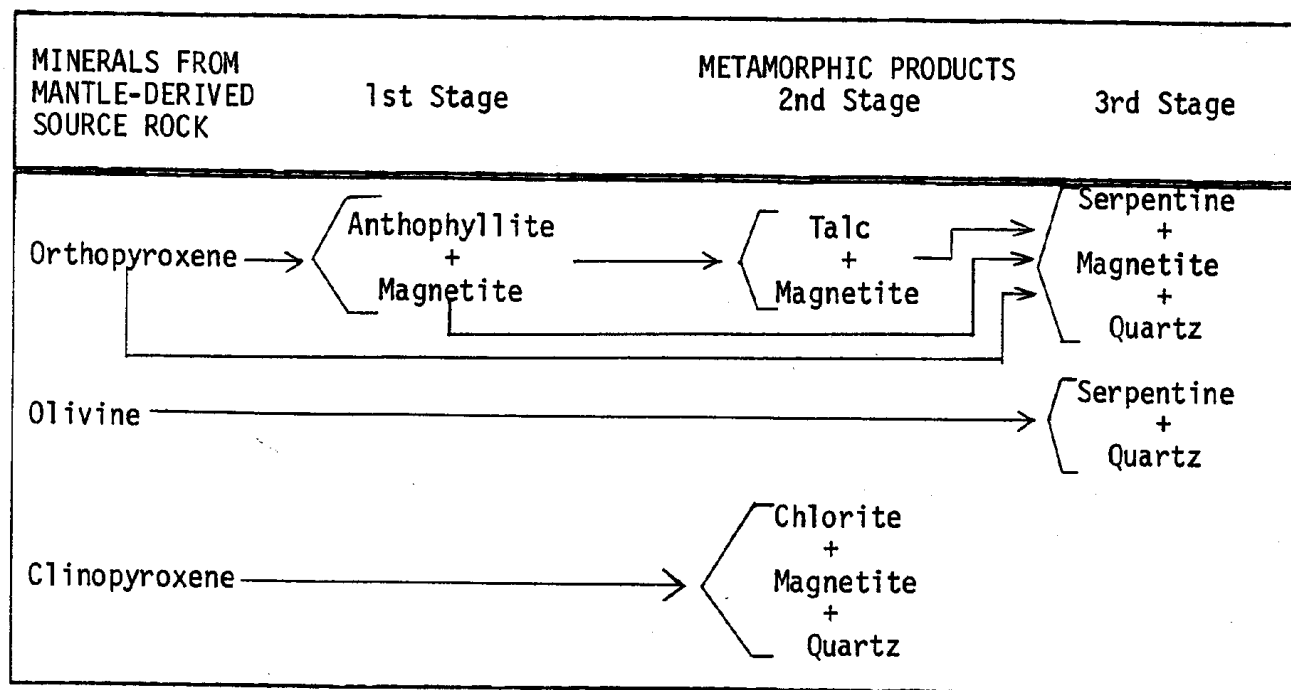 MINERALS FROM
MANTLE-DERIVED
SOURCE ROCK
1st Stage
METAMORPHIC PRODUCTS
2nd Stage
3rd Stage
Orthopyroxene
Anthophyllite
+
Magnetite
Talc
+
Magnetite
Serpentine
+
Magnetite
+
Quartz
Olivine
Serpentine
+
Quartz
Clinopyroxene
Chlorite
+
Magnetite
+
Quartz